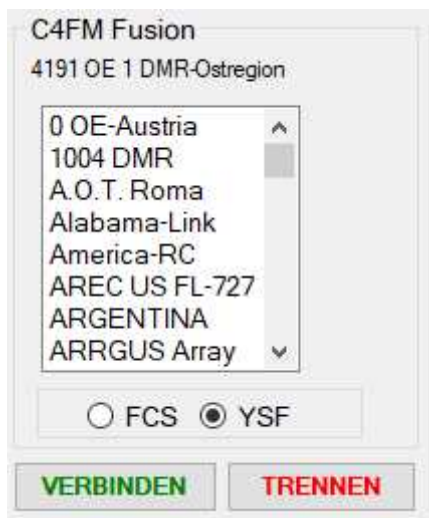 C4FM Fusion
4191 OE 1 DMR-Ostregion
0 OE-Austria
1004 DMR
A.O.T. Roma
Alabama-Link
America-RC
AREC US FL-727
ARGENTINA
ARRGUS Array
FCS YSF
VERBINDEN TRENNEN